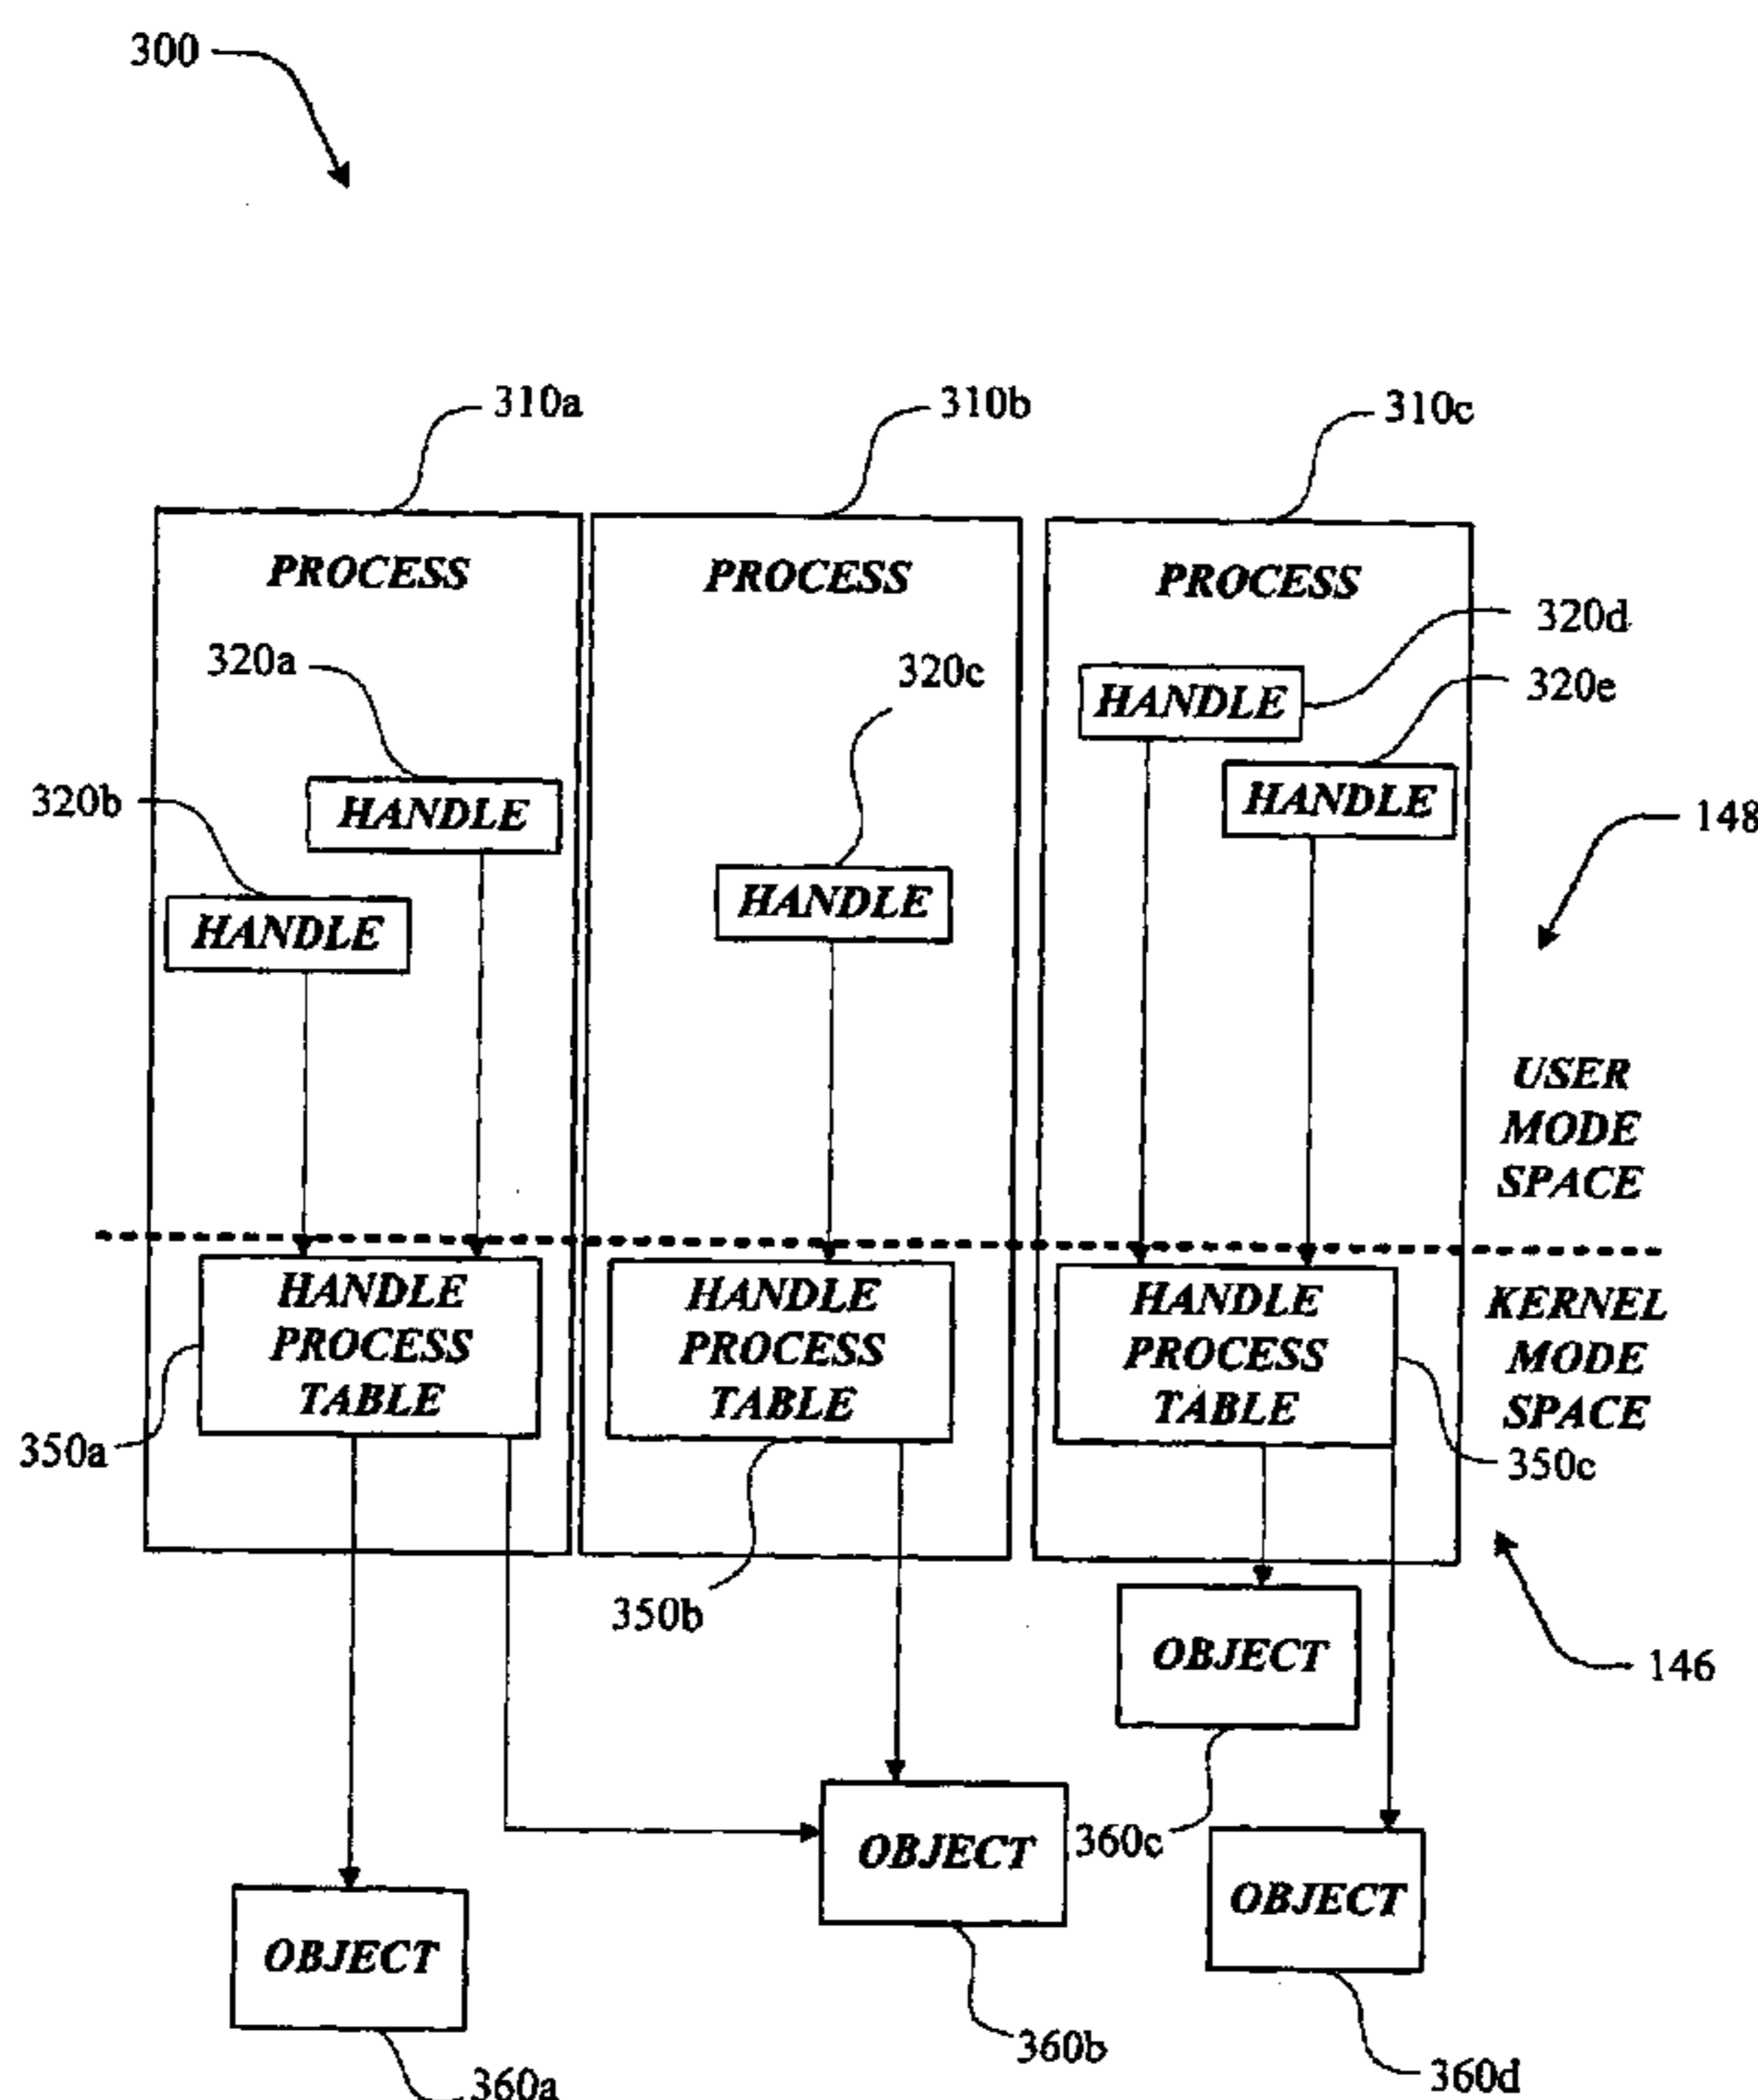 300
310a
310b
310c
PROCESS
PROCESS
PROCESS
320a
320b
320c
320d
320e
HANDLE
HANDLE
HANDLE
HANDLE
HANDLE
148
USER
MODE
SPACE
HANDLE
PROCESS
TABLE
HANDLE
PROCESS
TABLE
HANDLE
PROCESS
TABLE
KERNEL
MODE
SPACE
350a
350b
350c
146
OBJECT
OBJECT
OBJECT
OBJECT
360c
360b
360d
360a